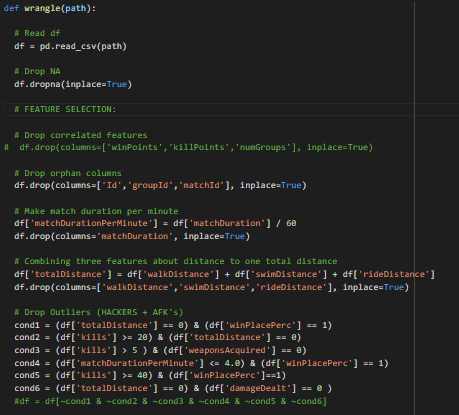 def wrangle(path):
# Read df
df = pd.read_csv(path)
# Drop NA
df.dropna(inplace=True)
# FEATURE SELECTION:
# Drop correlated features
#  df.drop(columns=['winPoints','killPoints','numGroups'], inplace=True)
# Drop orphan columns
df.drop(columns=['Id','groupId','matchId'], inplace=True)
# Make match duration per minute
df['matchDurationPerMinute'] = df['matchDuration'] / 60
df.drop(columns='matchDuration', inplace=True)
# Combining three features about distance to one total distance
df['totalDistance'] = df['walkDistance'] + df['swimDistance'] + df['rideDistance']
df.drop(columns=['walkDistance','swimDistance','rideDistance'], inplace=True)
# Drop Outliers (HACKERS + AFK's)
cond1 = (df['totalDistance'] == 0) & (df['winPlacePerc'] == 1)
cond2 = (df['kills'] >= 20) & (df['totalDistance'] == 0)
cond3 = (df['kills'] > 5 ) & (df['weaponsAcquired'] == 0)
cond4 = (df['matchDurationPerMinute'] <= 4.0) & (df['winPlacePerc'] == 1)
cond5 = (df['kills'] >= 40) & (df['winPlacePerc']==1)
cond6 = (df['totalDistance'] == 0) & (df['damageDealt'] == 0 )
#df = df[~cond1 & ~cond2 & ~cond3 & ~cond4 & ~cond5 & ~cond6]